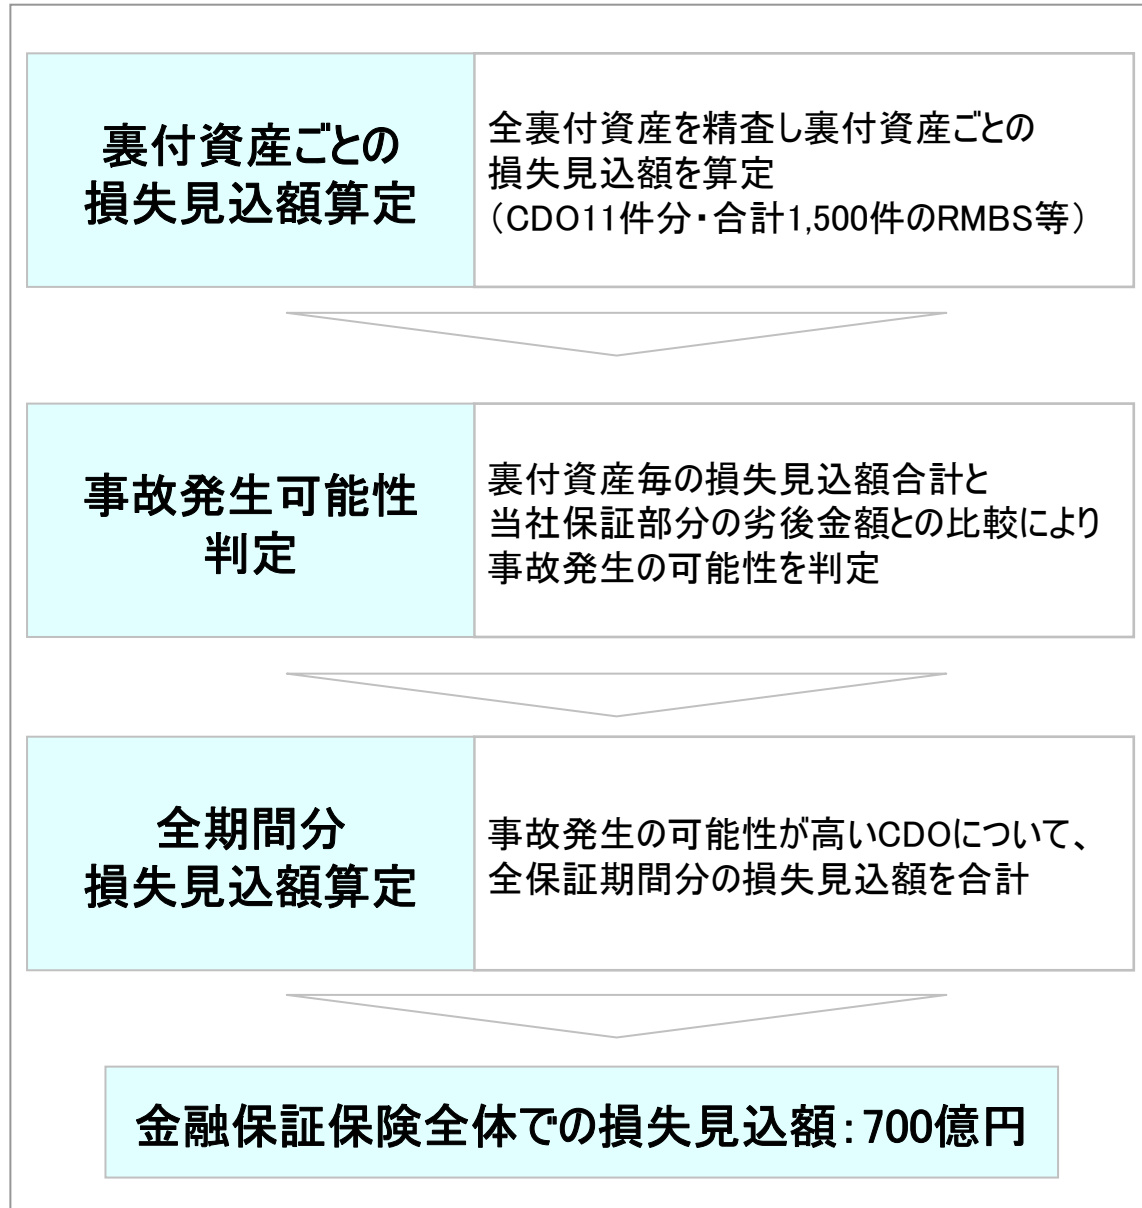 裏付資産ごとの
損失見込額算定
全裏付資産を精査し裏付資産ごとの
損失見込額を算定
（CDO11件分・合計1,500件のRMBS等）
事故発生可能性
判定
裏付資産毎の損失見込額合計と
当社保証部分の劣後金額との比較により
事故発生の可能性を判定
全期間分
損失見込額算定
事故発生の可能性が高いCDOについて、
全保証期間分の損失見込額を合計
金融保証保険全体での損失見込額：700億円